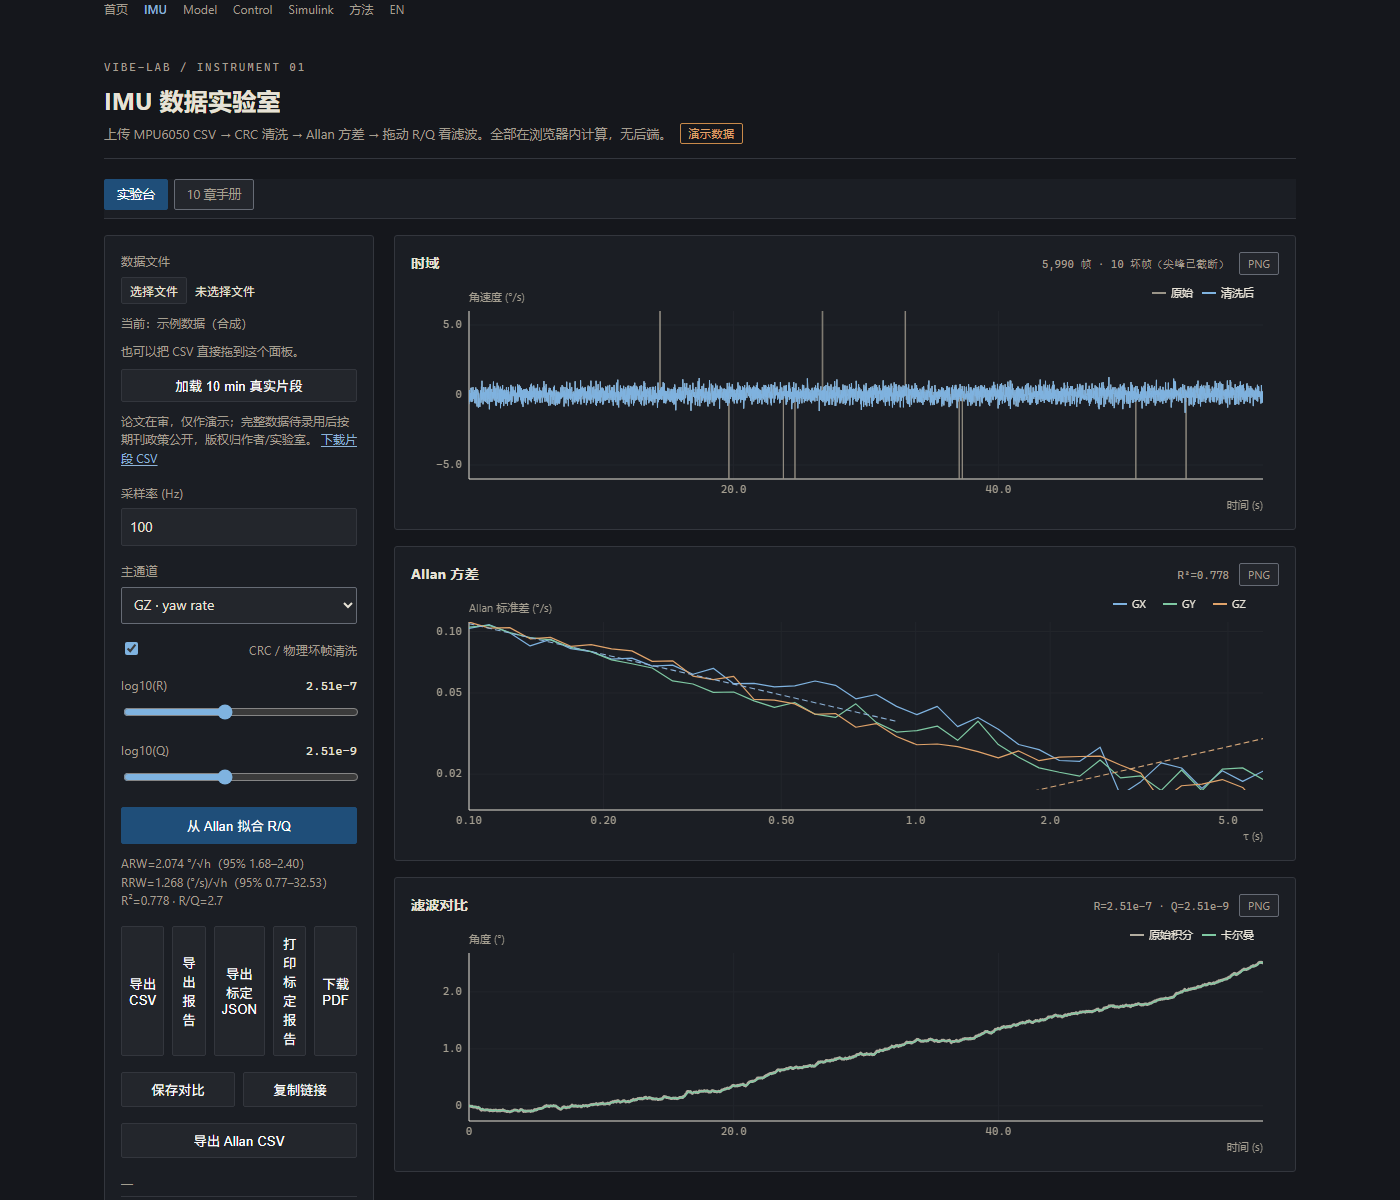 首页 IMU Model Control Simulink 方法 EN
VIBE-LAB / INSTRUMENT 01
IMU 数据实验室
上传 MPU6050 CSV → CRC 清洗 → Allan 方差 → 拖动 R/Q 看滤波。全部在浏览器内计算，无后端。 演示数据
实验台 10 章手册
数据文件
选择文件 未选择文件
当前：示例数据（合成）
也可以把 CSV 直接拖到这个面板。
加载 10 min 真实片段
论文在审，仅作演示；完整数据待录用后按
期刊政策公开，版权归作者/实验室。 下载片
段 CSV
采样率 (Hz)
100
主通道
GZ · yaw rate
CRC / 物理坏帧清洗
log10(R) 2.51e-7
log10(Q) 2.51e-9
从 Allan 拟合 R/Q
ARW=2.074 °/√h（95% 1.68–2.40）
RRW=1.268 (°/s)/√h（95% 0.77–32.53）
R²=0.778 · R/Q=2.7
导出
CSV
导
出
报
告
导出
标定
JSON
打
印
标
定
报
告
下载
PDF
保存对比 复制链接
导出 Allan CSV
—
时域 5,990 帧 · 10 坏帧（尖峰已截断） PNG
角速度 (°/s) 原始 清洗后
5.0
0
−5.0
20.0 40.0
时间 (s)
Allan 方差 R²=0.778 PNG
Allan 标准差 (°/s) GX GY GZ
0.10
0.05
0.02
0.10 0.20 0.50 1.0 2.0 5.0
τ (s)
滤波对比 R=2.51e-7 · Q=2.51e-9 PNG
角度 (°) 原始积分 卡尔曼
2.0
1.0
0
0 20.0 40.0
时间 (s)